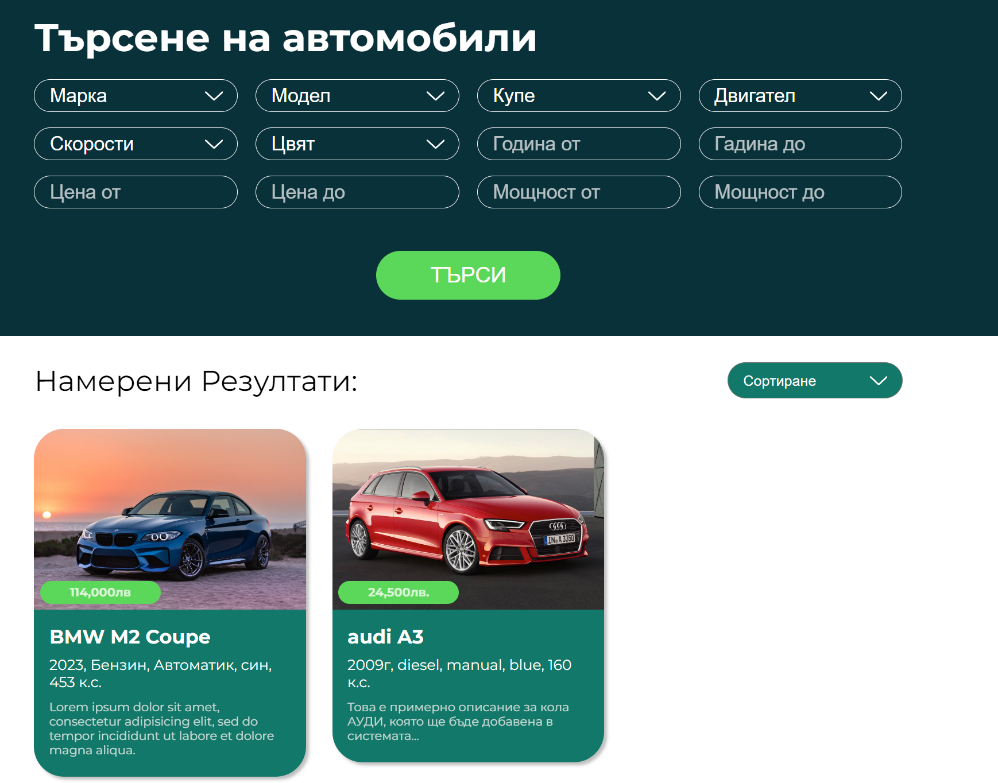 Търсене на автомобили
Марка
Модел
Купе
Двигател
Скорости
Цвят
Година от
Гадина до
Цена от
Цена до
Мощност от
Мощност до
ТЪРСИ
Намерени Резултати:
Сортиране
114,000лв
BMW M2 Coupe
2023, Бензин, Автоматик, син,
453 к.с.
Lorem ipsum dolor sit amet,
consectetur adipisicing elit, sed do
tempor incididunt ut labore et dolore
magna aliqua.
24,500лв.
audi A3
2009г, diesel, manual, blue, 160
к.с.
Това е примерно описание за кола
АУДИ, която ще бъде добавена в
системата...